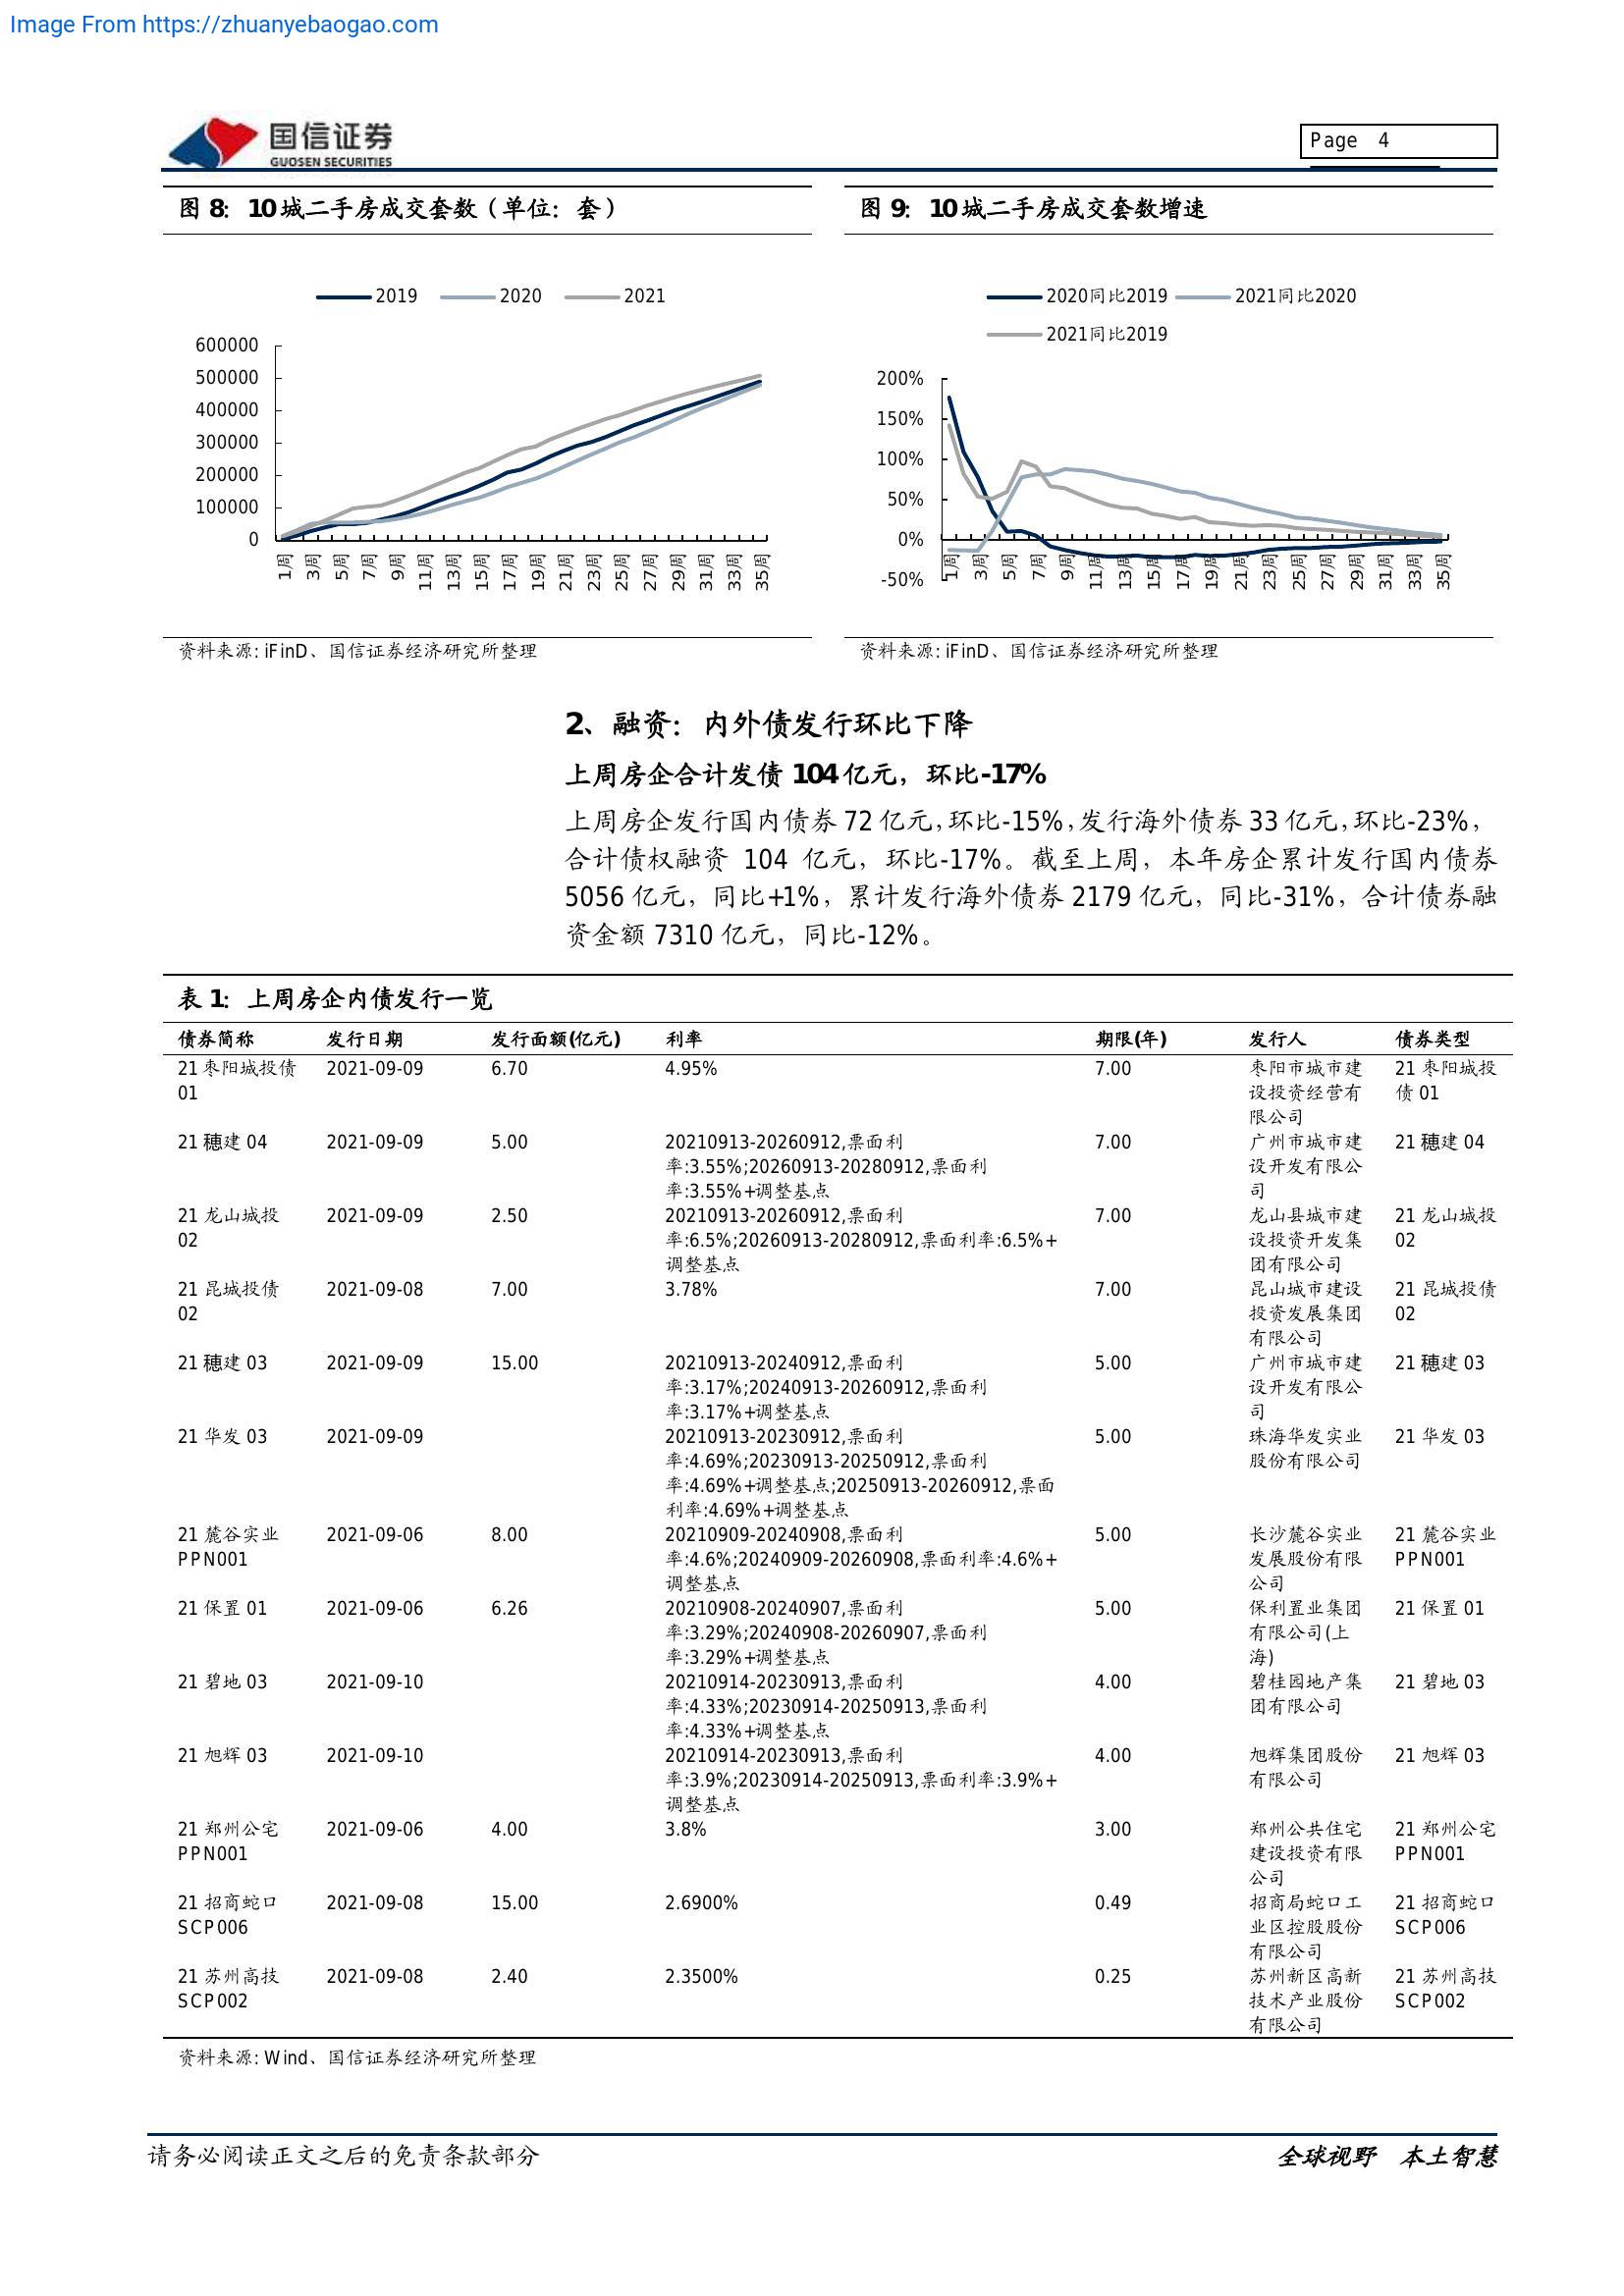 Image From https://zhuanyebaogao.com
国信证券
GUOSEN SECURITIES
Page 4
图 8: 10 城二手房成交套数（单位: 套）
2019 2020 2021
600000
500000
400000
300000
200000
100000
0
1周 3周 5周 7周 9周 11周 13周 15周 17周 19周 21周 23周 25周 27周 29周 31周 33周 35周
资料来源: iFinD、国信证券经济研究所整理
图 9: 10 城二手房成交套数增速
2020同比2019 2021同比2020
2021同比2019
200%
150%
100%
50%
0%
-50%
1周 3周 5周 7周 9周 11周 13周 15周 17周 19周 21周 23周 25周 27周 29周 31周 33周 35周
资料来源: iFinD、国信证券经济研究所整理
2、融资: 内外债发行环比下降
上周房企合计发债 104 亿元，环比-17%
上周房企发行国内债券 72 亿元，环比-15%，发行海外债券 33 亿元，环比-23%，
合计债权融资 104 亿元，环比-17%。截至上周，本年房企累计发行国内债券
5056 亿元，同比+1%，累计发行海外债券 2179 亿元，同比-31%，合计债券融
资金额 7310 亿元，同比-12%。
表 1: 上周房企内债发行一览
债券简称 发行日期 发行面额(亿元) 利率 期限(年) 发行人 债券类型
21 枣阳城投债 2021-09-09 6.70 4.95% 7.00 枣阳市城市建 21 枣阳城投
01 设投资经营有 债 01
限公司
21 穗建 04 2021-09-09 5.00 20210913-20260912,票面利 7.00 广州市城市建 21 穗建 04
率:3.55%;20260913-20280912,票面利 设开发有限公
率:3.55%+调整基点 司
21 龙山城投 2021-09-09 2.50 20210913-20260912,票面利 7.00 龙山县城市建 21 龙山城投
02 率:6.5%;20260913-20280912,票面利率:6.5%+ 设投资开发集 02
调整基点 团有限公司
21 昆城投债 2021-09-08 7.00 3.78% 7.00 昆山城市建设 21 昆城投债
02 投资发展集团 02
有限公司
21 穗建 03 2021-09-09 15.00 20210913-20240912,票面利 5.00 广州市城市建 21 穗建 03
率:3.17%;20240913-20260912,票面利 设开发有限公
率:3.17%+调整基点 司
21 华发 03 2021-09-09 20210913-20230912,票面利 5.00 珠海华发实业 21 华发 03
率:4.69%;20230913-20250912,票面利 股份有限公司
率:4.69%+调整基点;20250913-20260912,票面
利率:4.69%+调整基点
21 麓谷实业 2021-09-06 8.00 20210909-20240908,票面利 5.00 长沙麓谷实业 21 麓谷实业
PPN001 率:4.6%;20240909-20260908,票面利率:4.6%+ 发展股份有限 PPN001
调整基点 公司
21 保置 01 2021-09-06 6.26 20210908-20240907,票面利 5.00 保利置业集团 21 保置 01
率:3.29%;20240908-20260907,票面利 有限公司(上
率:3.29%+调整基点 海)
21 碧地 03 2021-09-10 20210914-20230913,票面利 4.00 碧桂园地产集 21 碧地 03
率:4.33%;20230914-20250913,票面利 团有限公司
率:4.33%+调整基点
21 旭辉 03 2021-09-10 20210914-20230913,票面利 4.00 旭辉集团股份 21 旭辉 03
率:3.9%;20230914-20250913,票面利率:3.9%+ 有限公司
调整基点
21 郑州公宅 2021-09-06 4.00 3.8% 3.00 郑州公共住宅 21 郑州公宅
PPN001 建设投资有限 PPN001
公司
21 招商蛇口 2021-09-08 15.00 2.6900% 0.49 招商局蛇口工 21 招商蛇口
SCP006 业区控股股份 SCP006
有限公司
21 苏州高技 2021-09-08 2.40 2.3500% 0.25 苏州新区高新 21 苏州高技
SCP002 技术产业股份 SCP002
有限公司
资料来源: Wind、国信证券经济研究所整理
请务必阅读正文之后的免责条款部分 全球视野 本土智慧